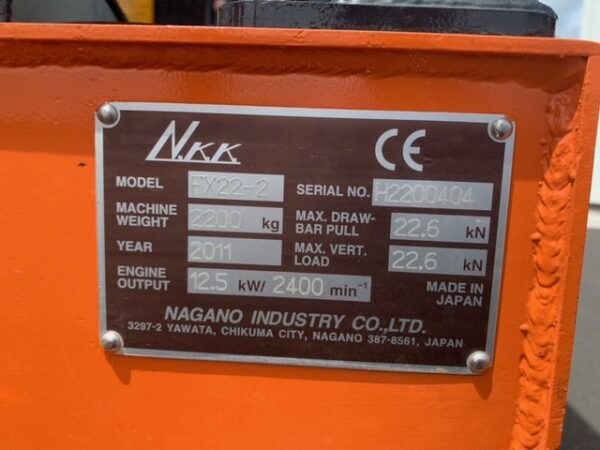 N.KK CE
MODEL FX22-2 SERIAL NO. H2200404
MACHINE WEIGHT 2200 kg MAX. DRAW-BAR PULL 22.6 kN
YEAR 2011 MAX. VERT. LOAD 22.6 kN
ENGINE OUTPUT 12.5 kW/ 2400 min⁻¹ MADE IN JAPAN
NAGANO INDUSTRY CO.,LTD.
3297-2 YAWATA, CHIKUMA CITY, NAGANO 387-8561, JAPAN